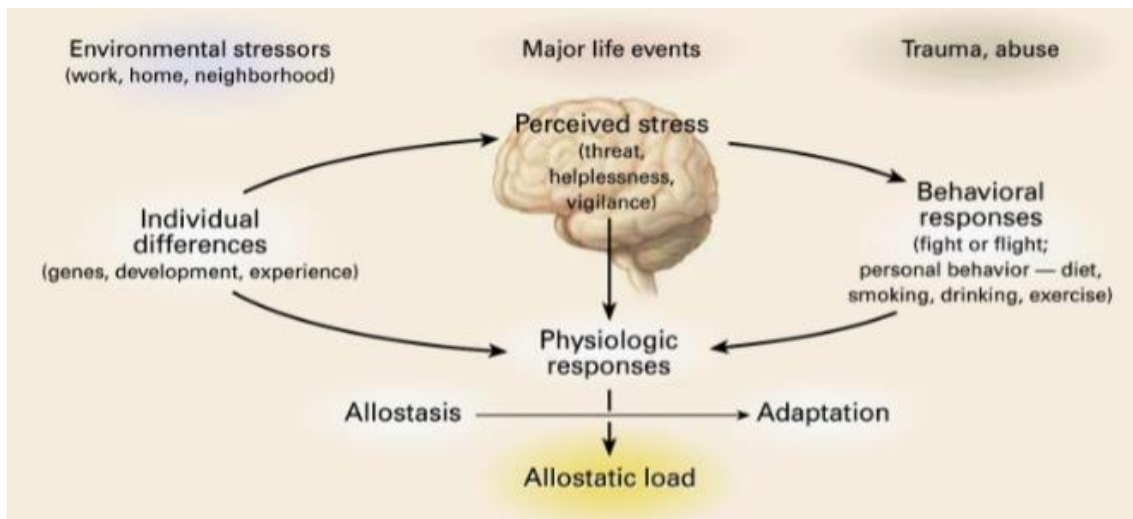 Environmental stressors
(work, home, neighborhood)
Major life events
Trauma, abuse
Perceived stress
(threat,
helplessness,
vigilance)
Individual
differences
(genes, development, experience)
Behavioral
responses
(fight or flight;
personal behavior — diet,
smoking, drinking, exercise)
Physiologic
responses
Allostasis
Adaptation
Allostatic load